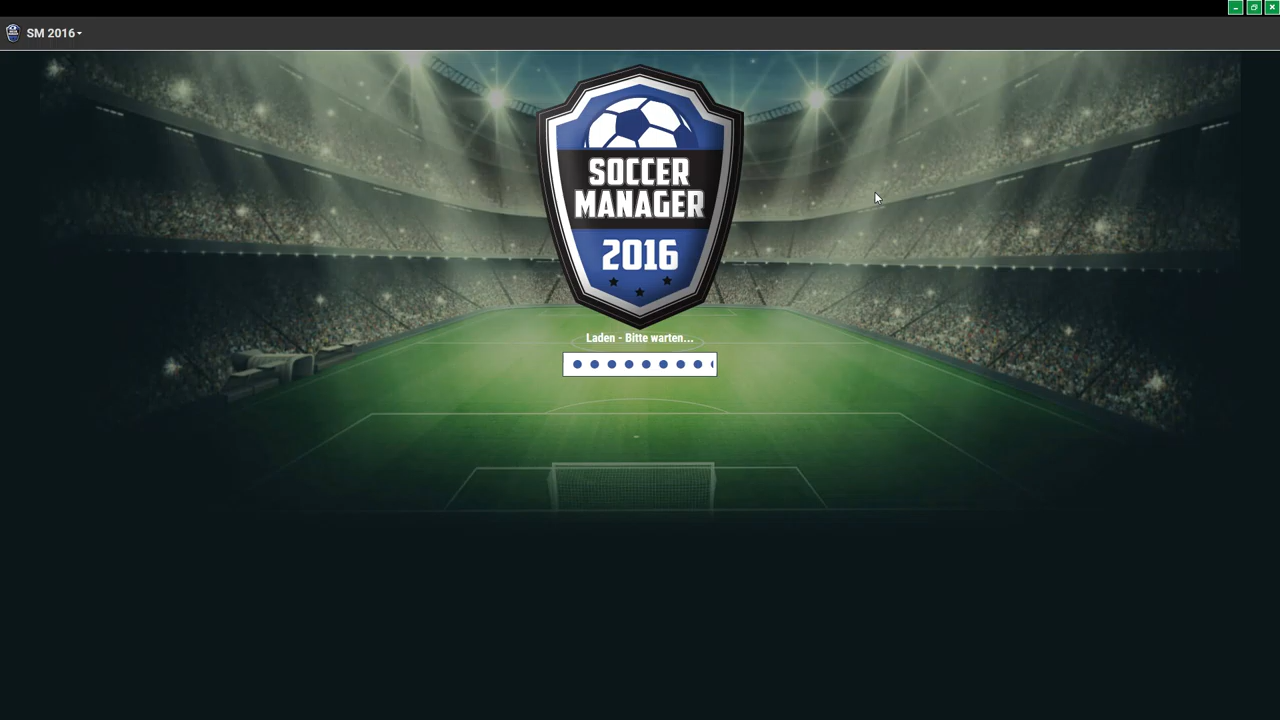 SM 2016
SOCCER
MANAGER
2016
Laden - Bitte warten...